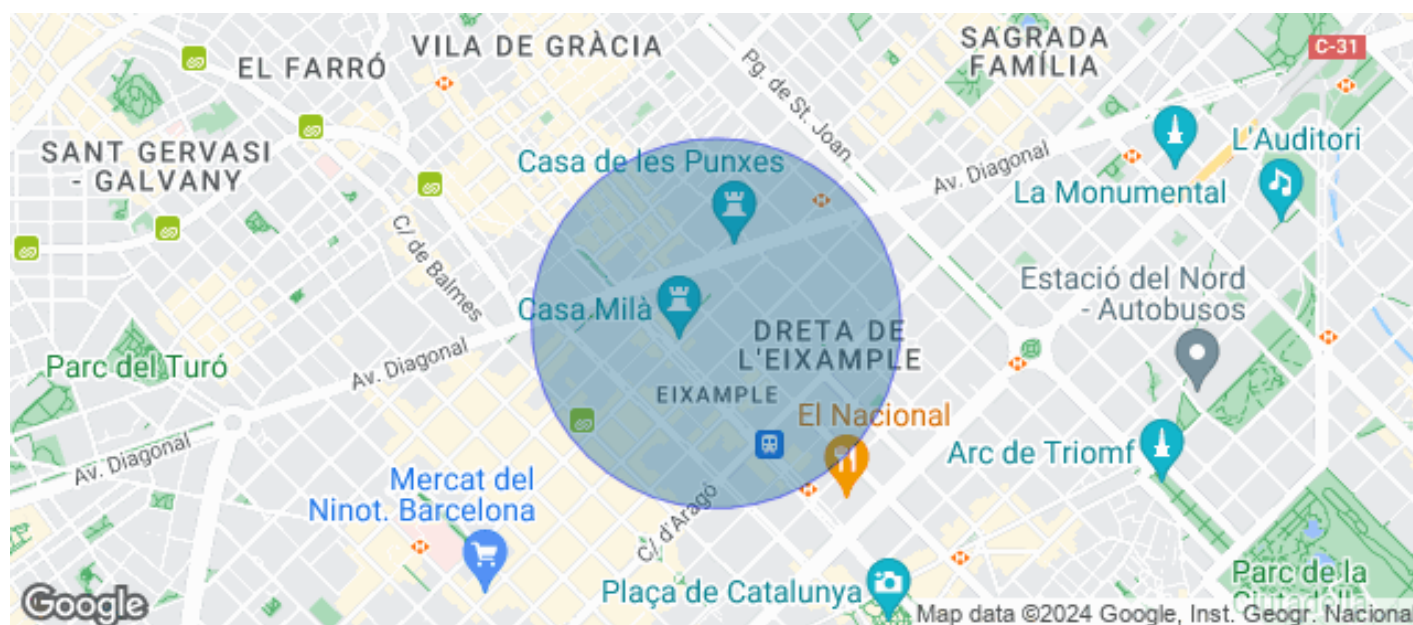 VILA DE GRÀCIA
SAGRADA
FAMÍLIA
C-31
EL FARRÓ
Pg. de St. Joan
SANT GERVASI
- GALVANY
Casa de les Punxes
Av. Diagonal
L'Auditori
La Monumental
C/ de Balmes
Estació del Nord
- Autobusos
Casa Milà
DRETA DE
L'EIXAMPLE
Parc del Turó
Av. Diagonal
EIXAMPLE
El Nacional
Arc de Triomf
Av. Diagonal
Mercat del
Ninot. Barcelona
C/ d'Aragó
Plaça de Catalunya
Parc de la
Ciutadella
Google
Map data ©2024 Google, Inst. Geogr. Nacional